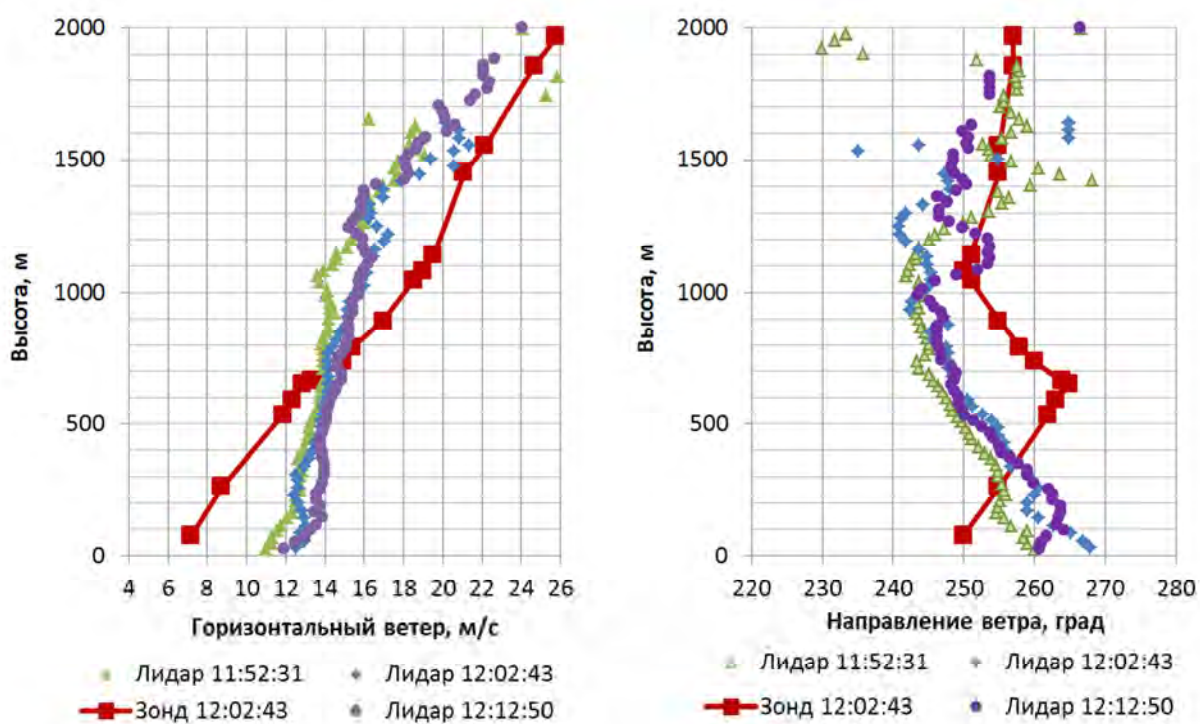 2000
1500
1000
500
0
Высота, м
4 6 8 10 12 14 16 18 20 22 24 26
Горизонтальный ветер, м/с
Лидар 11:52:31 Лидар 12:02:43
Зонд 12:02:43 Лидар 12:12:50
2000
1500
1000
500
0
Высота, м
220 230 240 250 260 270 280
Направление ветра, град
Лидар 11:52:31 Лидар 12:02:43
Зонд 12:02:43 Лидар 12:12:50